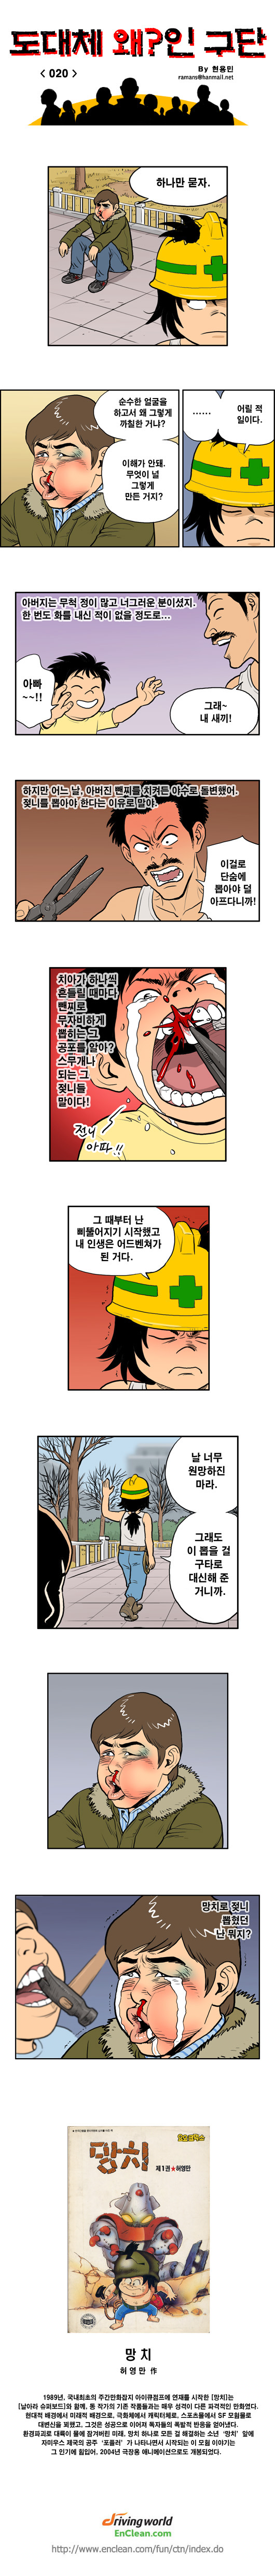 도대체 왜?인 구단
< 020 >
By 현용민
ramans@hanmail.net
하나만 묻자.
순수한 얼굴을
하고서 왜 그렇게
까칠한 거냐?
이해가 안돼.
무엇이 널
그렇게
만든 거지?
......
어릴 적
일이다.
아버지는 무척 정이 많고 너그러운 분이셨지.
한 번도 화를 내신 적이 없을 정도로...
아빠
~~!!
그래~
내 새끼!
하지만 어느 날, 아버진 뺀찌를 치켜든 야수로 돌변했어.
젖니를 뽑아야 한다는 이유로 말야.
이걸로
단숨에
뽑아야 덜
아프다니까!
치아가 하나씩
흔들릴 때마다
뺀찌로
무자비하게
뽑히는 그
공포를 알아?
스무개나
되는 그
젖니들
말이다!
젼니
아파!!
그 때부터 난
삐뚤어지기 시작했고
내 인생은 어드벤쳐가
된 거다.
날 너무
원망하진
마라.
그래도
이 뽑을 걸
구타로
대신해 준
거니까.
망치로 젖니
뽑혔던
난 뭐지?
망치
제1권★허영만
망 치
허 영 만 作
1989년, 국내최초의 주간만화잡지 아이큐점프에 연재를 시작한 [망치]는
[날아라 슈퍼보드]와 함께, 동 작가의 기존 작품들과는 매우 성격이 다른 파격적인 만화였다.
현대적 배경에서 미래적 배경으로, 극화체에서 캐릭터체로, 스포츠물에서 SF 모험물로
대변신을 꾀했고, 그것은 성공으로 이어져 독자들의 폭발적 반응을 얻어냈다.
환경파괴로 대륙이 물에 잠겨버린 미래. 망치 하나로 모든 걸 해결하는 소년 '망치' 앞에
자미우스 제국의 공주 '포플러' 가 나타나면서 시작되는 이 모험 이야기는
그 인기에 힘입어, 2004년 극장용 애니메이션으로도 개봉되었다.
drivingworld
EnClean.com
http://www.enclean.com/fun/ctn/index.do